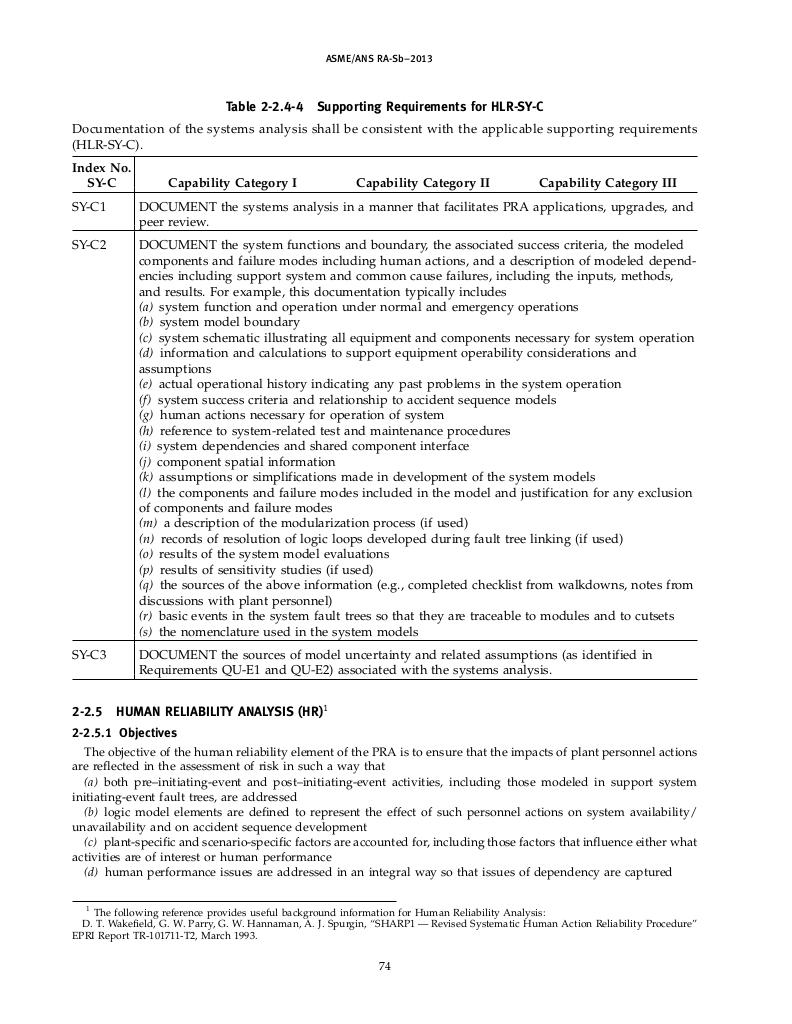 ASME/ANS RA-Sb–2013
Table 2-2.4-4 Supporting Requirements for HLR-SY-C
Documentation of the systems analysis shall be consistent with the applicable supporting requirements
(HLR-SY-C).
Index No.
SY-C Capability Category I Capability Category II Capability Category III
SY-C1 DOCUMENT the systems analysis in a manner that facilitates PRA applications, upgrades, and
peer review.
SY-C2 DOCUMENT the system functions and boundary, the associated success criteria, the modeled
components and failure modes including human actions, and a description of modeled depend-
encies including support system and common cause failures, including the inputs, methods,
and results. For example, this documentation typically includes
(a) system function and operation under normal and emergency operations
(b) system model boundary
(c) system schematic illustrating all equipment and components necessary for system operation
(d) information and calculations to support equipment operability considerations and
assumptions
(e) actual operational history indicating any past problems in the system operation
(f) system success criteria and relationship to accident sequence models
(g) human actions necessary for operation of system
(h) reference to system-related test and maintenance procedures
(i) system dependencies and shared component interface
(j) component spatial information
(k) assumptions or simplifications made in development of the system models
(l) the components and failure modes included in the model and justification for any exclusion
of components and failure modes
(m) a description of the modularization process (if used)
(n) records of resolution of logic loops developed during fault tree linking (if used)
(o) results of the system model evaluations
(p) results of sensitivity studies (if used)
(q) the sources of the above information (e.g., completed checklist from walkdowns, notes from
discussions with plant personnel)
(r) basic events in the system fault trees so that they are traceable to modules and to cutsets
(s) the nomenclature used in the system models
SY-C3 DOCUMENT the sources of model uncertainty and related assumptions (as identified in
Requirements QU-E1 and QU-E2) associated with the systems analysis.
2-2.5 HUMAN RELIABILITY ANALYSIS (HR)1
2-2.5.1 Objectives
The objective of the human reliability element of the PRA is to ensure that the impacts of plant personnel actions
are reflected in the assessment of risk in such a way that
(a) both pre–initiating-event and post–initiating-event activities, including those modeled in support system
initiating-event fault trees, are addressed
(b) logic model elements are defined to represent the effect of such personnel actions on system availability/
unavailability and on accident sequence development
(c) plant-specific and scenario-specific factors are accounted for, including those factors that influence either what
activities are of interest or human performance
(d) human performance issues are addressed in an integral way so that issues of dependency are captured
1 The following reference provides useful background information for Human Reliability Analysis:
D. T. Wakefield, G. W. Parry, G. W. Hannaman, A. J. Spurgin, “SHARP1 — Revised Systematic Human Action Reliability Procedure”
EPRI Report TR-101711-T2, March 1993.
74